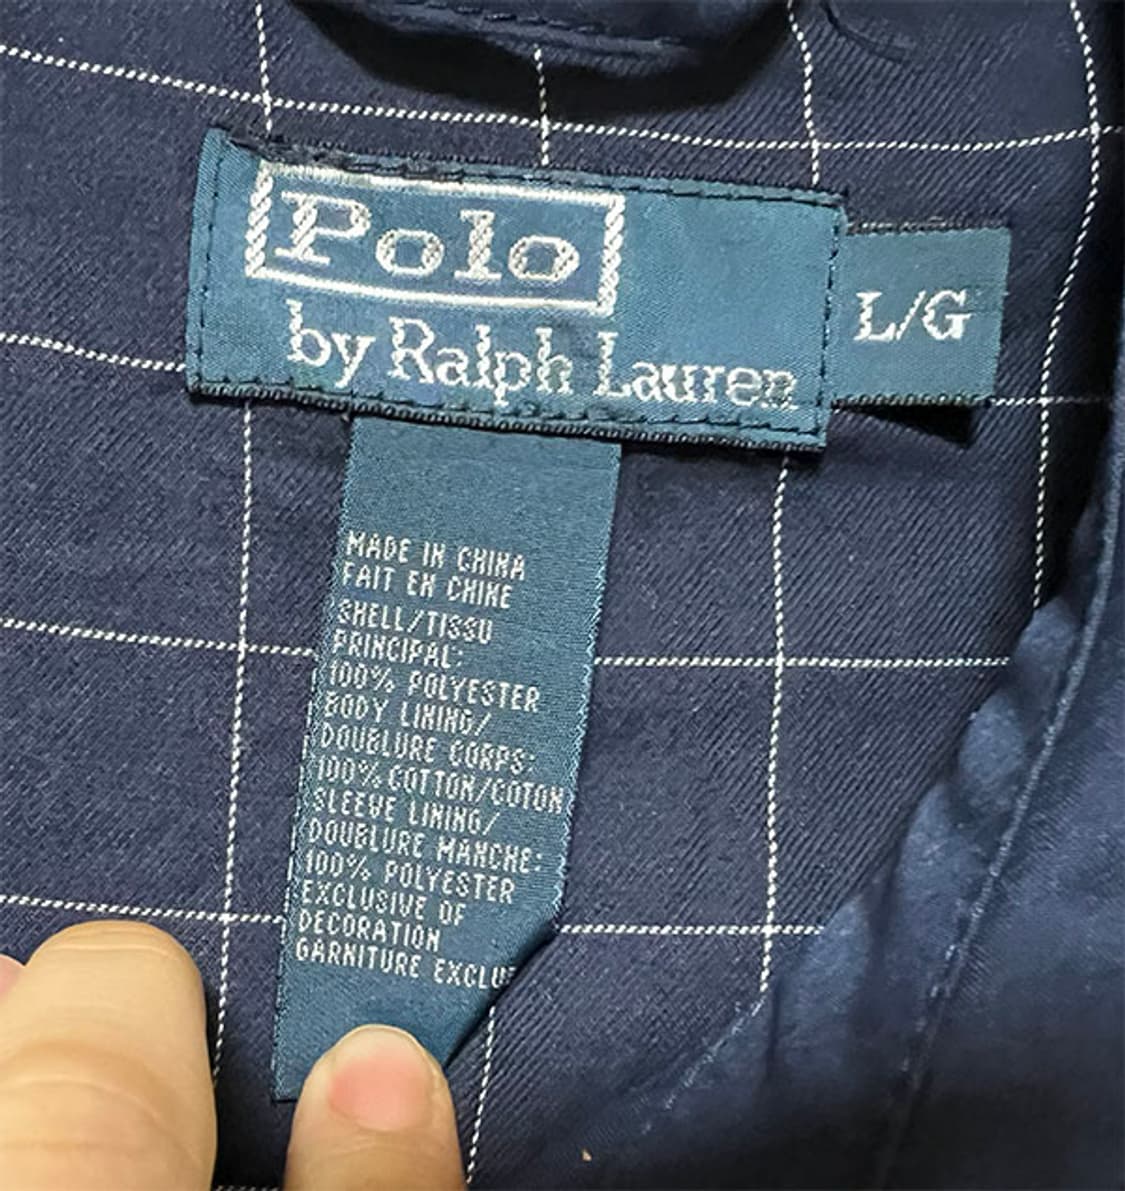 Polo
by Ralph Lauren
L/G
MADE IN CHINA
FAIT EN CHINE
SHELL/TISSU
PRINCIPAL:
100% POLYESTER
BODY LINING/
DOUBLURE CORPS:
100% COTTON/COTON
SLEEVE LINING/
DOUBLURE MANCHE:
100% POLYESTER
EXCLUSIVE OF
DECORATION
GARNITURE